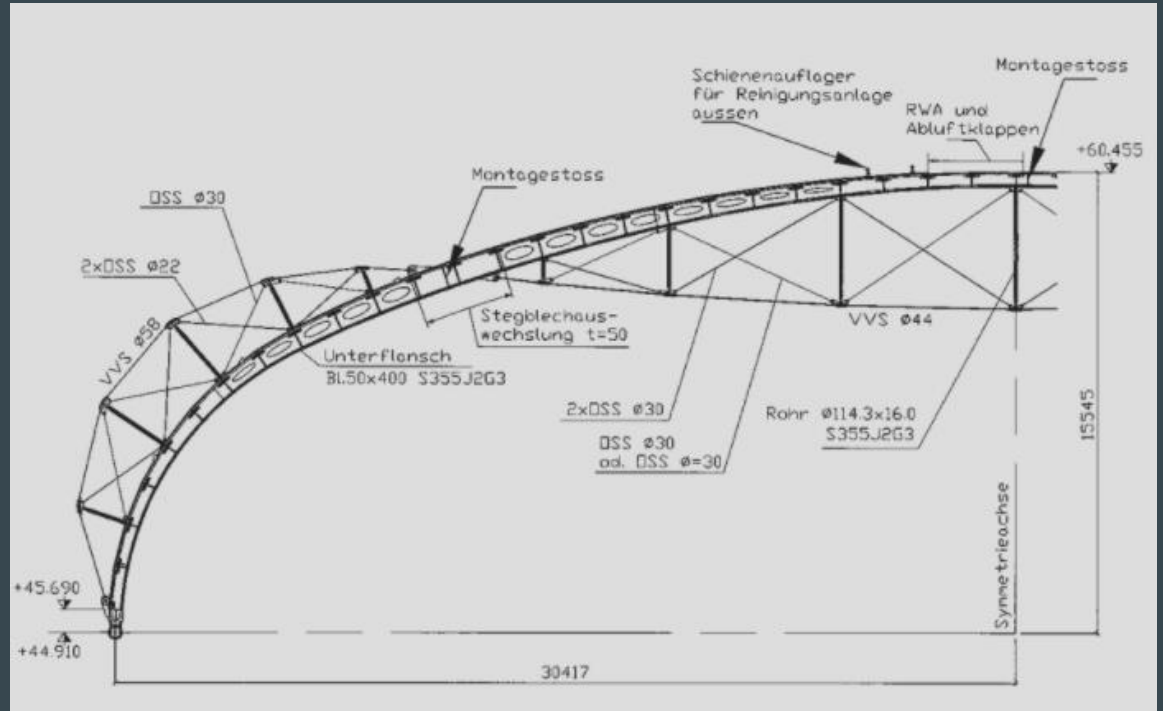 Schienenauflager
für Reinigungsanlage
aussen
Montagestoss
RWA und
Abluftklappen
+60.455
Montagestoss
DSS Ø30
2xDSS Ø22
VVS Ø58
Stegblechaus-
wechslung t=50
Unterflansch
Bl.50x400 S355J2G3
VVS Ø44
2xDSS Ø30
DSS Ø30
od. DSS Ø=30
Rohr Ø114.3x16.0
S355J2G3
15545
Symmetrieachse
+45.690
+44.910
30417